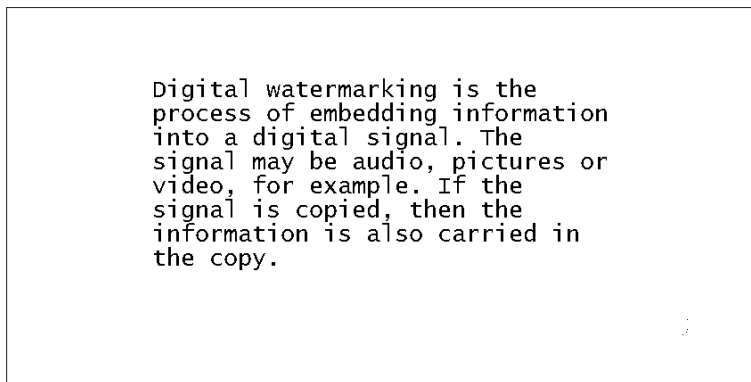 Digital watermarking is the
process of embedding information
into a digital signal. The
signal may be audio, pictures or
video, for example. If the
signal is copied, then the
information is also carried in
the copy.